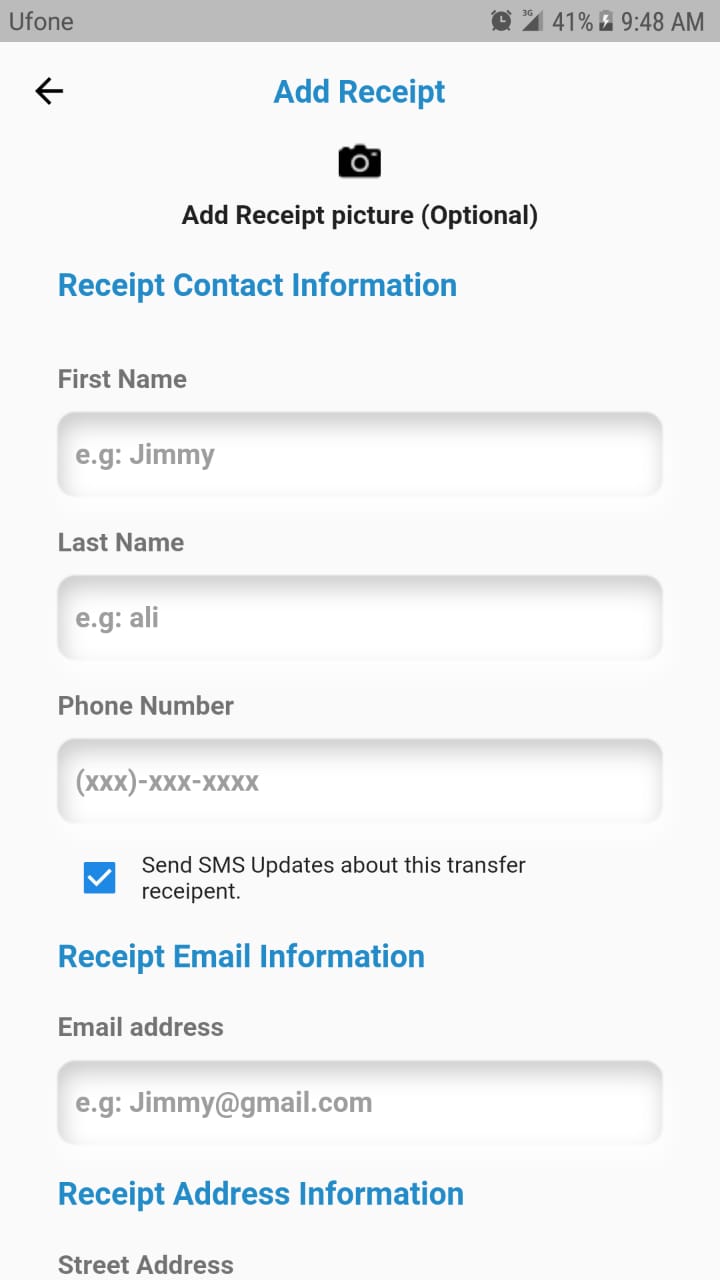 Ufone 3G 41% 9:48 AM
Add Receipt
Add Receipt picture (Optional)
Receipt Contact Information
First Name
e.g: Jimmy
Last Name
e.g: ali
Phone Number
(xxx)-xxx-xxxx
Send SMS Updates about this transfer
receipent.
Receipt Email Information
Email address
e.g: Jimmy@gmail.com
Receipt Address Information
Street Address